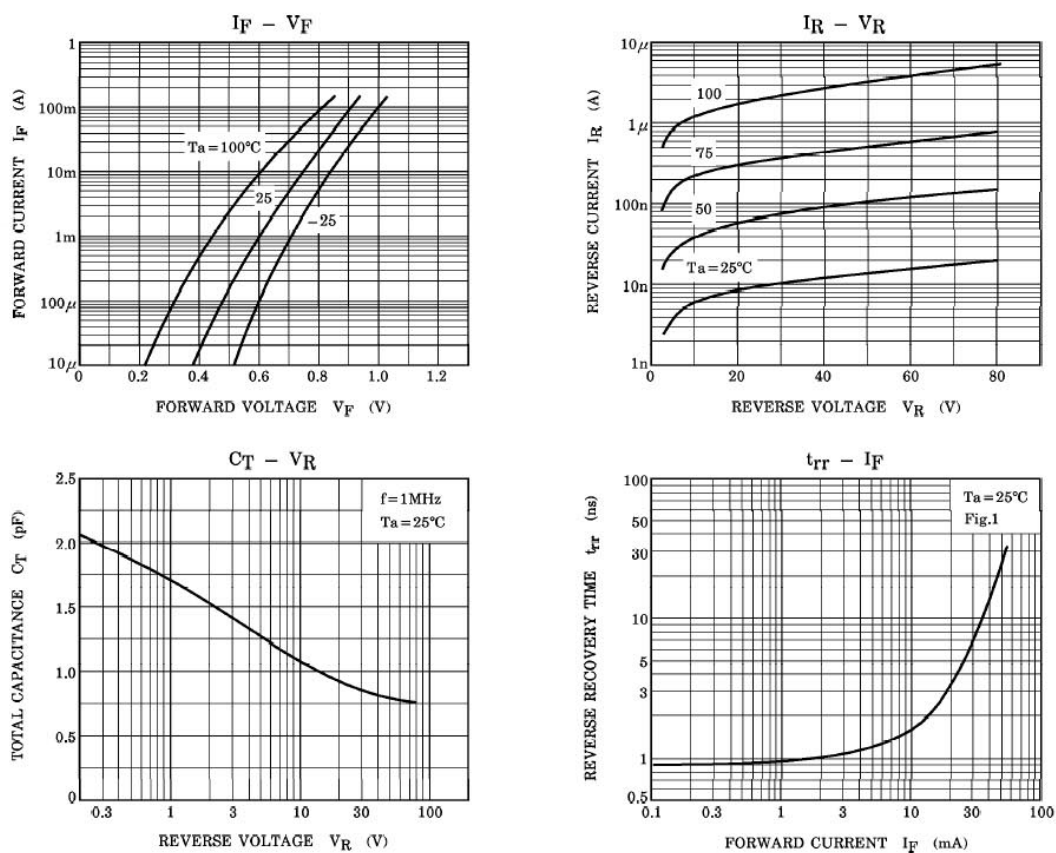 IF – VF
FORWARD CURRENT IF (A)
1
100m
10m
1m
100μ
10μ
Ta=100°C
25
−25
0
0.2
0.4
0.6
0.8
1.0
1.2
FORWARD VOLTAGE VF (V)
IR – VR
REVERSE CURRENT IR (A)
10μ
1μ
100n
10n
1n
100
75
50
Ta=25°C
0
20
40
60
80
REVERSE VOLTAGE VR (V)
CT – VR
TOTAL CAPACITANCE CT (pF)
2.5
2.0
1.5
1.0
0.5
0
f=1MHz
Ta=25°C
0.3
1
3
10
30
100
REVERSE VOLTAGE VR (V)
trr – IF
REVERSE RECOVERY TIME trr (ns)
100
50
30
10
5
3
1
0.5
Ta=25°C
Fig.1
0.1
0.3
1
3
10
30
100
FORWARD CURRENT IF (mA)